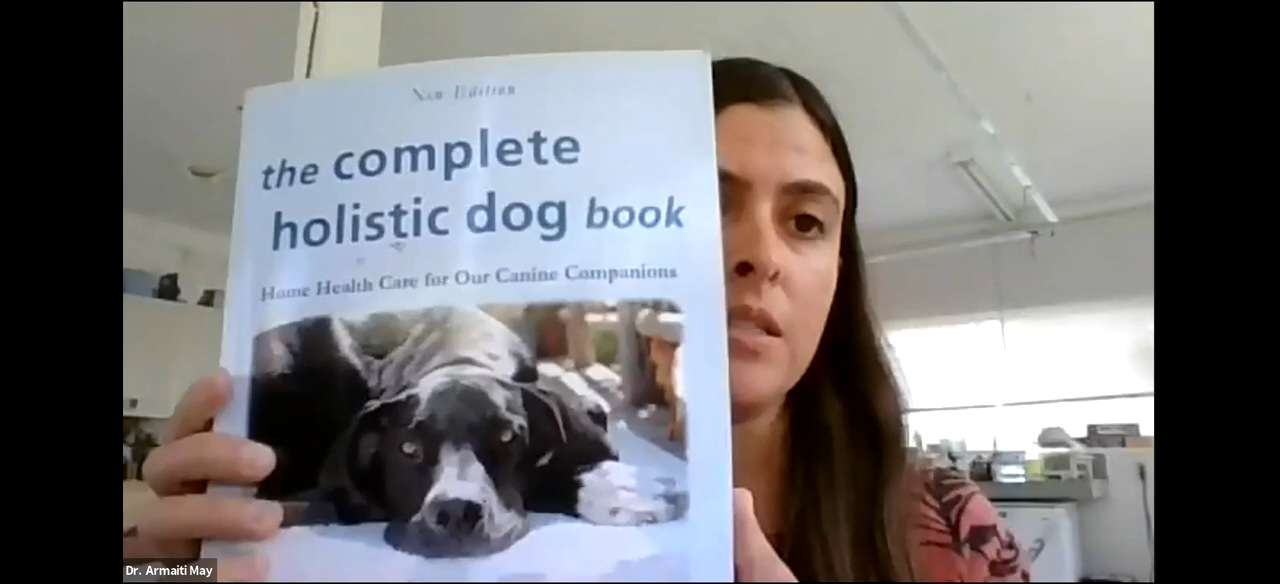 New Edition
the complete
holistic dog book
Home Health Care for Our Canine Companions
Dr. Armaiti May